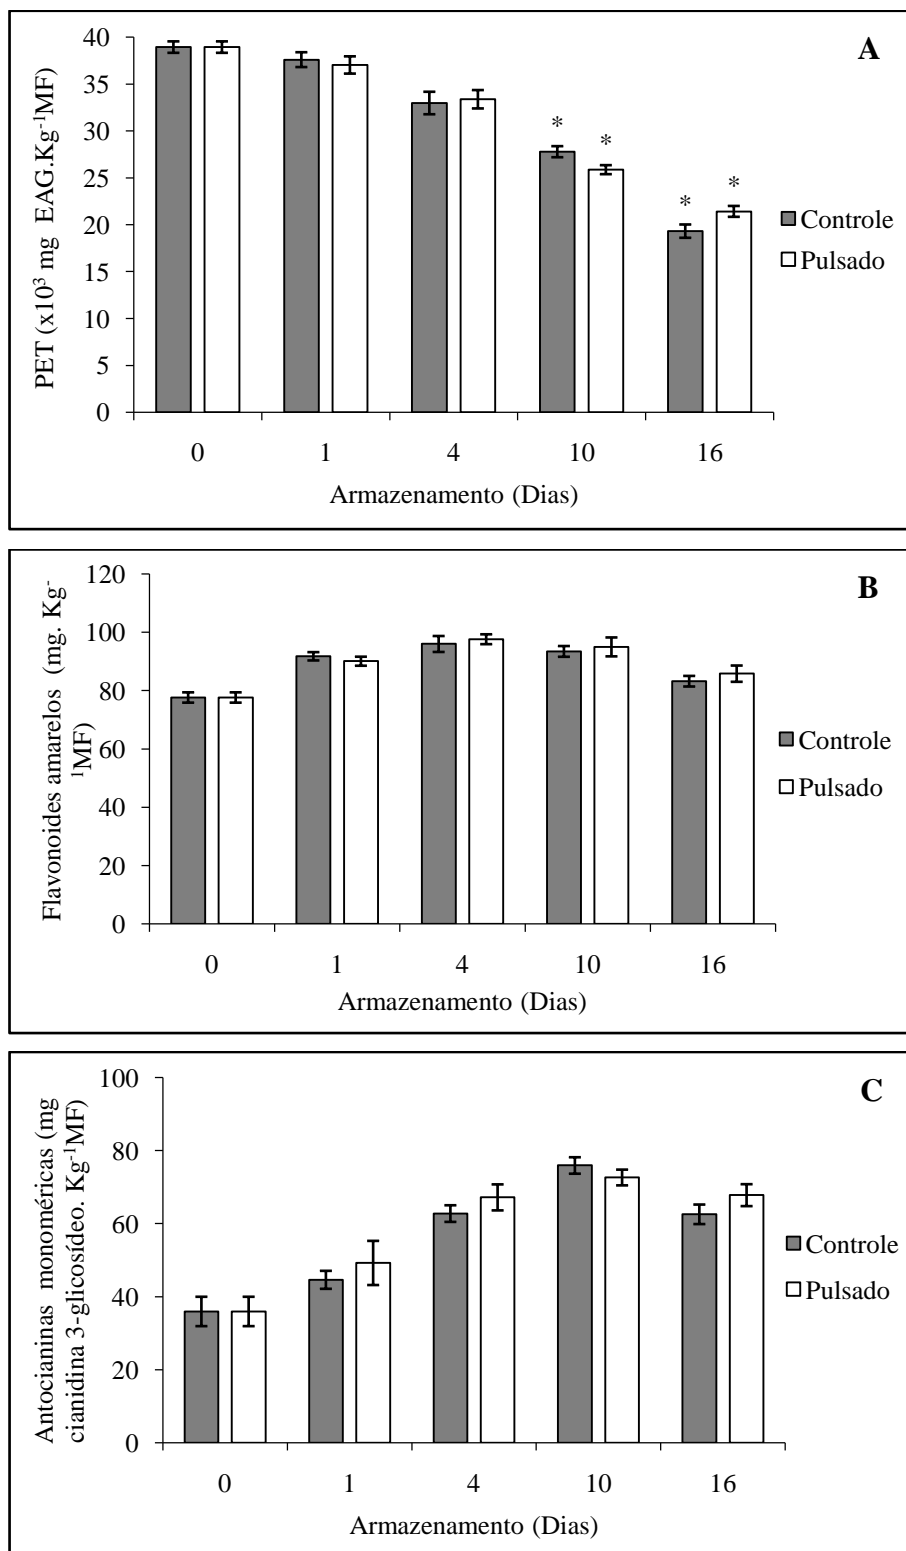 A
PET (x10³ mg EAG.Kg⁻¹MF)
40
35
30
25
20
15
10
5
0
* *
* *
Controle
Pulsado
0 1 4 10 16
Armazenamento (Dias)
B
Flavonoides amarelos (mg. Kg⁻
¹MF)
120
100
80
60
40
20
0
Controle
Pulsado
0 1 4 10 16
Armazenamento (Dias)
C
Antocianinas monoméricas (mg
cianidina 3-glicosídeo. Kg⁻¹MF)
100
80
60
40
20
0
Controle
Pulsado
0 1 4 10 16
Armazenamento (Dias)